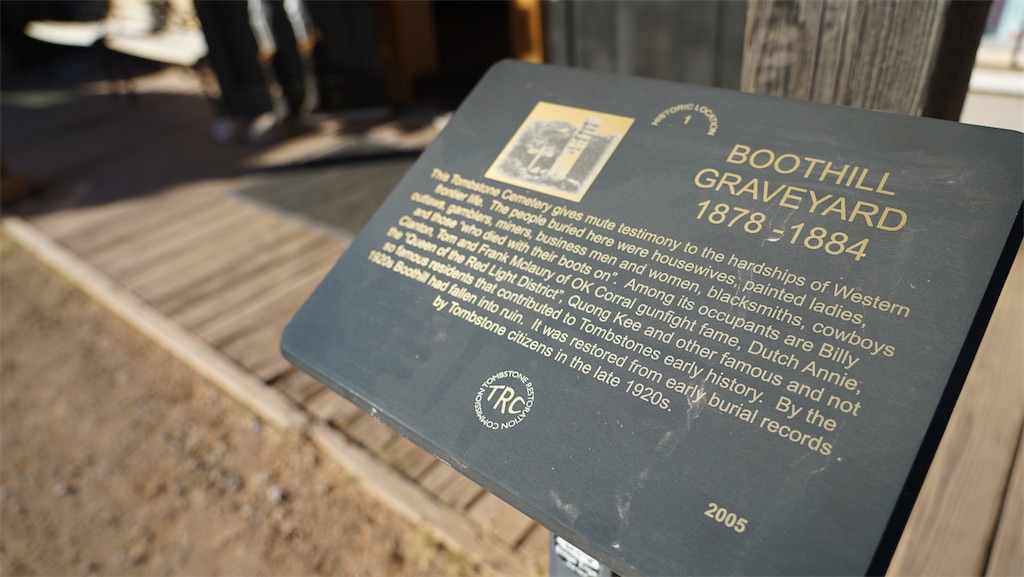 HISTORIC LOCATION
1
BOOTHILL
GRAVEYARD
1878 -1884
This Tombstone Cemetery gives mute testimony to the hardships of Western
frontier life. The people buried here were housewives, painted ladies,
outlaws, gamblers, miners, business men and women, blacksmiths, cowboys
and those "who died with their boots on". Among its occupants are Billy
Clanton, Tom and Frank Mclaury of OK Corral gunfight fame, Dutch Annie,
the "Queen of the Red Light District", Quong Kee and other famous and not
so famous residents that contributed to Tombstones early history. By the
1920s Boothill had fallen into ruin. It was restored from early burial records
by Tombstone citizens in the late 1920s.
TOMBSTONE RESTORATION COMMISSION
TRC
2005